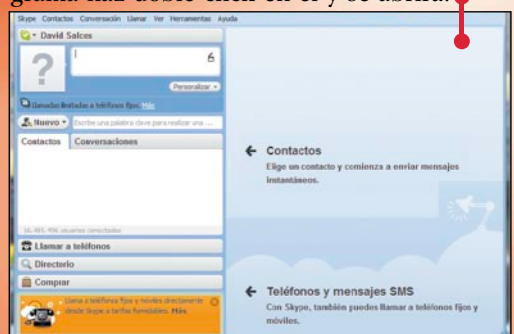 grama haz doble click en él y se abrirá.
Skype Contactos Conversación Llamar Ver Herramientas Ayuda
David Salces
?
Personalizar
Llamadas ilimitadas a teléfonos fijos. Más
Nuevo
Escribe una palabra clave para realizar una ...
Contactos Conversaciones
usuarios conectados
Llamar a teléfonos
Directorio
Comprar
Llama a teléfonos fijos y móviles directamente
desde Skype a tarifas formidables. Más
Contactos
Elige un contacto y comienza a enviar mensajes
instantáneos.
Teléfonos y mensajes SMS
Con Skype, también puedes llamar a teléfonos fijos y
móviles.